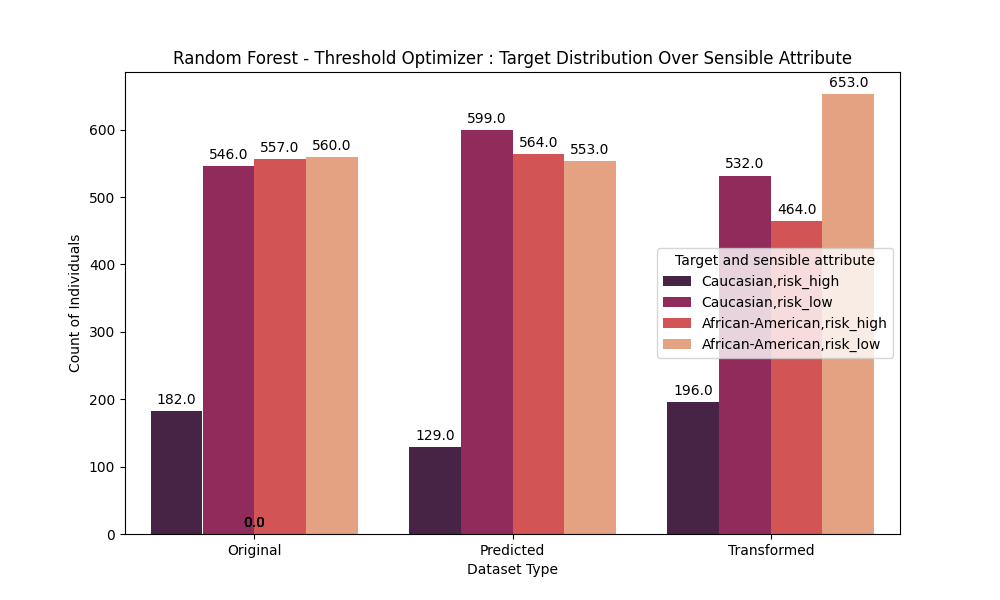 Random Forest - Threshold Optimizer : Target Distribution Over Sensible Attribute
653.0
599.0
546.0 557.0 560.0
564.0 553.0
532.0
464.0
182.0
129.0
196.0
0.0
Target and sensible attribute
Caucasian,risk_high
Caucasian,risk_low
African-American,risk_high
African-American,risk_low
Count of Individuals
600
500
400
300
200
100
0
Original Predicted Transformed
Dataset Type